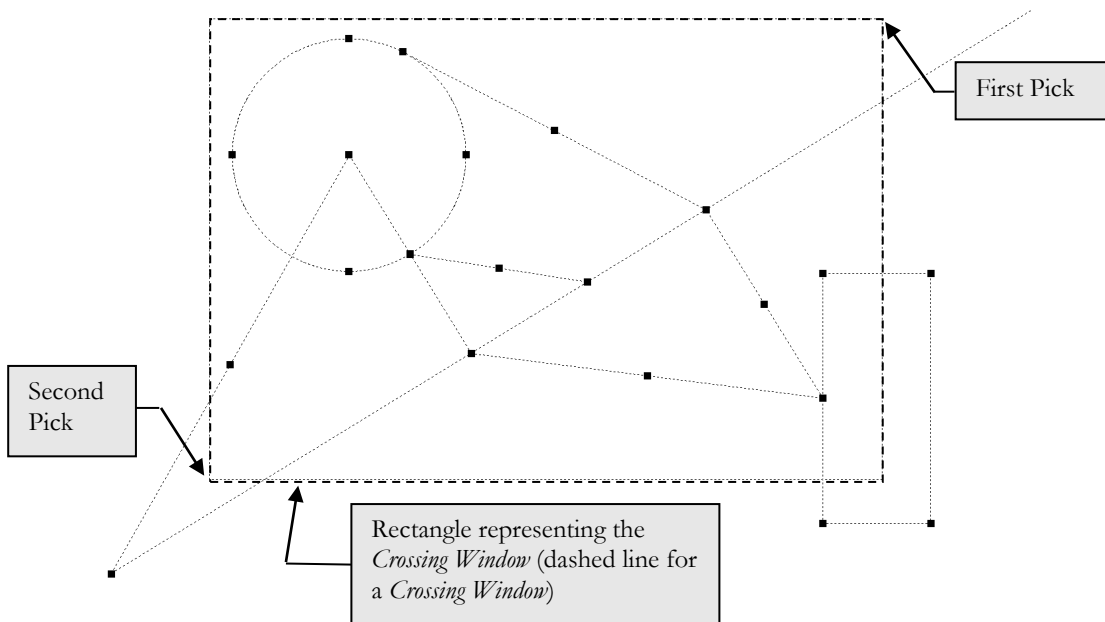 First Pick
Second
Pick
Rectangle representing the
Crossing Window (dashed line for
a Crossing Window)